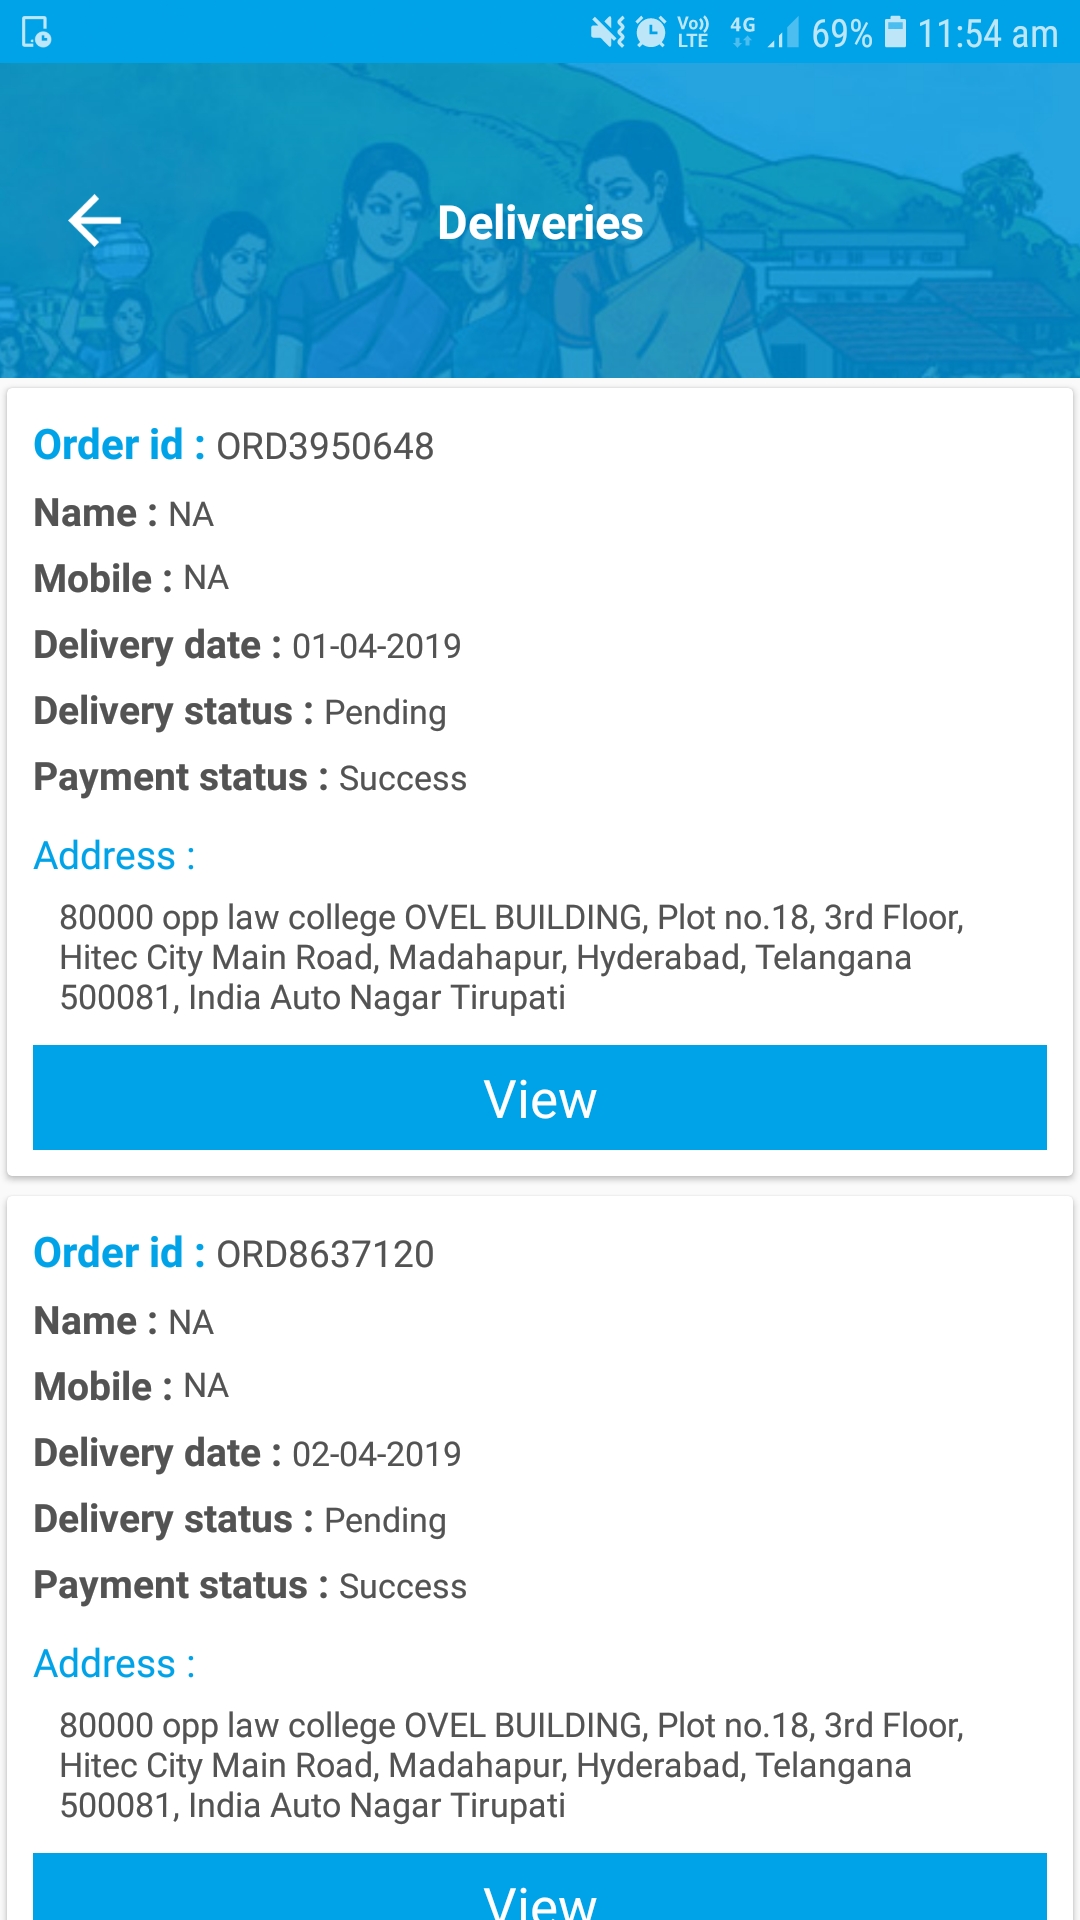 Vo)) LTE 4G 69% 11:54 am
Deliveries
Order id : ORD3950648
Name : NA
Mobile : NA
Delivery date : 01-04-2019
Delivery status : Pending
Payment status : Success
Address :
80000 opp law college OVEL BUILDING, Plot no.18, 3rd Floor,
Hitec City Main Road, Madahapur, Hyderabad, Telangana
500081, India Auto Nagar Tirupati
View
Order id : ORD8637120
Name : NA
Mobile : NA
Delivery date : 02-04-2019
Delivery status : Pending
Payment status : Success
Address :
80000 opp law college OVEL BUILDING, Plot no.18, 3rd Floor,
Hitec City Main Road, Madahapur, Hyderabad, Telangana
500081, India Auto Nagar Tirupati
View